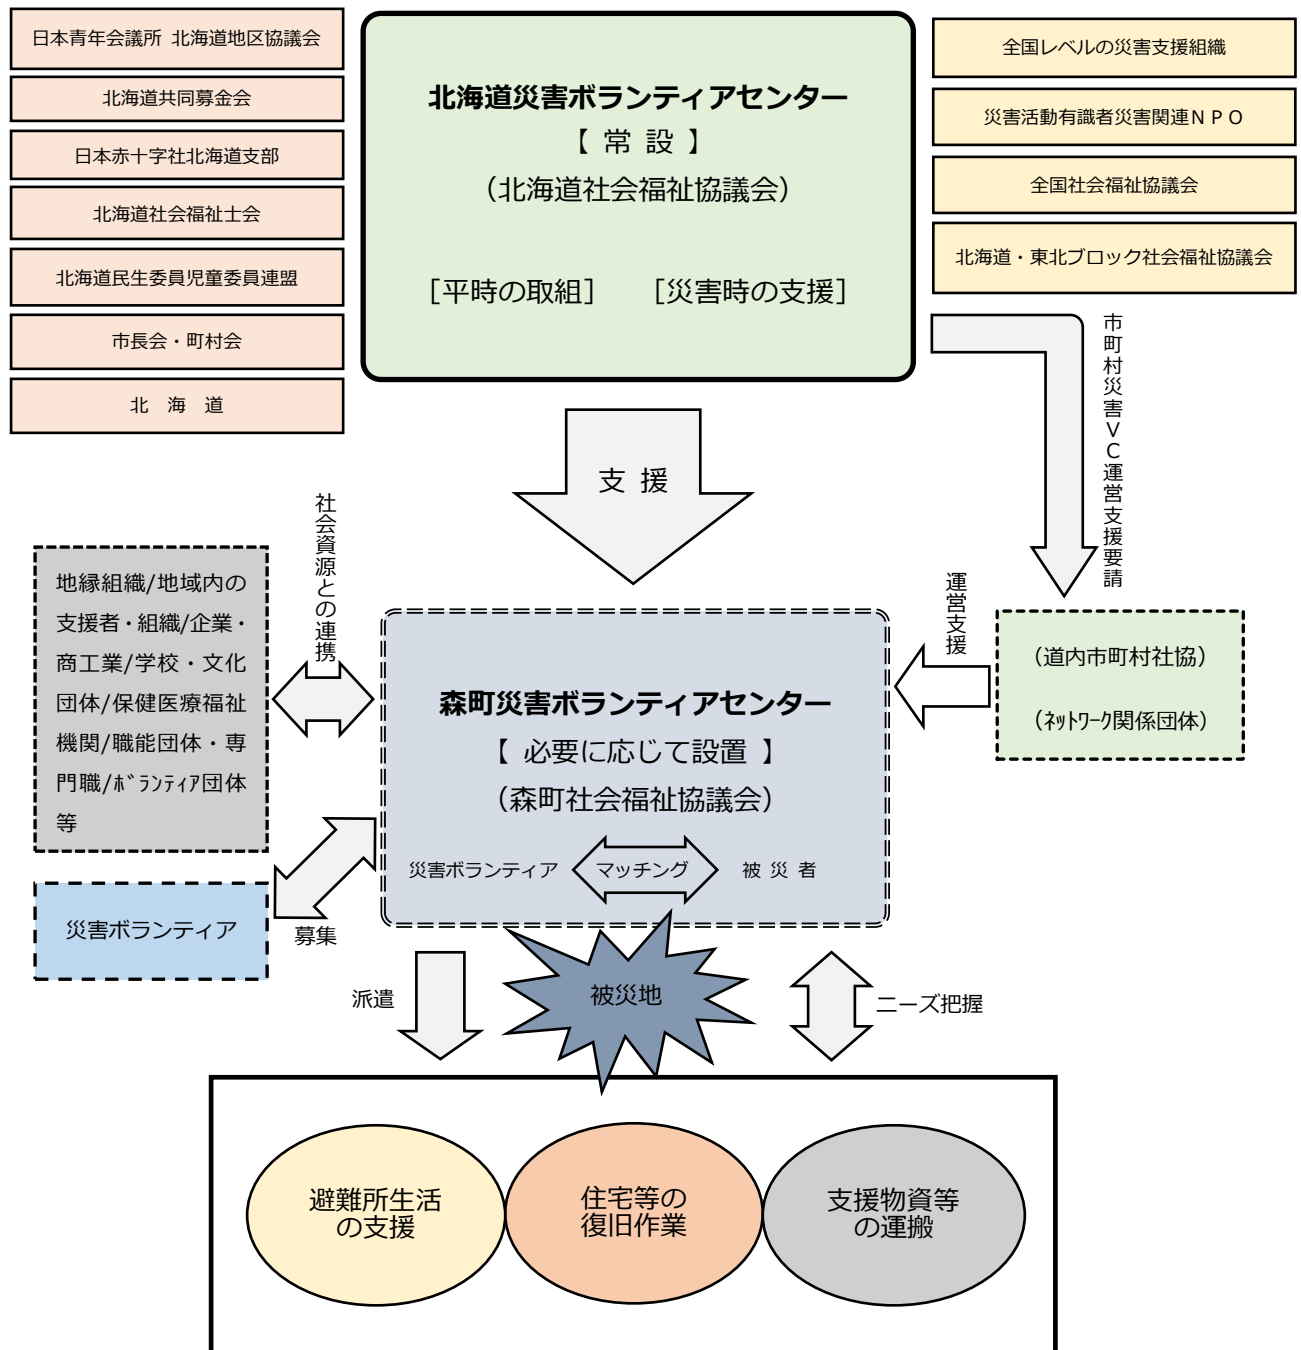 日本青年会議所 北海道地区協議会
北海道共同募金会
日本赤十字社北海道支部
北海道社会福祉士会
北海道民生委員児童委員連盟
市長会・町村会
北 海 道
北海道災害ボランティアセンター
【 常 設 】
（北海道社会福祉協議会）
［平時の取組］ ［災害時の支援］
全国レベルの災害支援組織
災害活動有識者災害関連ＮＰＯ
全国社会福祉協議会
北海道・東北ブロック社会福祉協議会
市町村災害ＶＣ運営支援要請
支 援
社会資源との連携
地縁組織/地域内の
支援者・組織/企業・
商工業/学校・文化
団体/保健医療福祉
機関/職能団体・専
門職/ﾎﾞﾗﾝﾃｨｱ団体
等
運営支援
（道内市町村社協）
（ﾈｯﾄﾜｰｸ関係団体）
森町災害ボランティアセンター
【 必要に応じて設置 】
（森町社会福祉協議会）
災害ボランティア マッチング 被 災 者
災害ボランティア
募集
派遣
被災地
ニーズ把握
避難所生活
の支援
住宅等の
復旧作業
支援物資等
の運搬